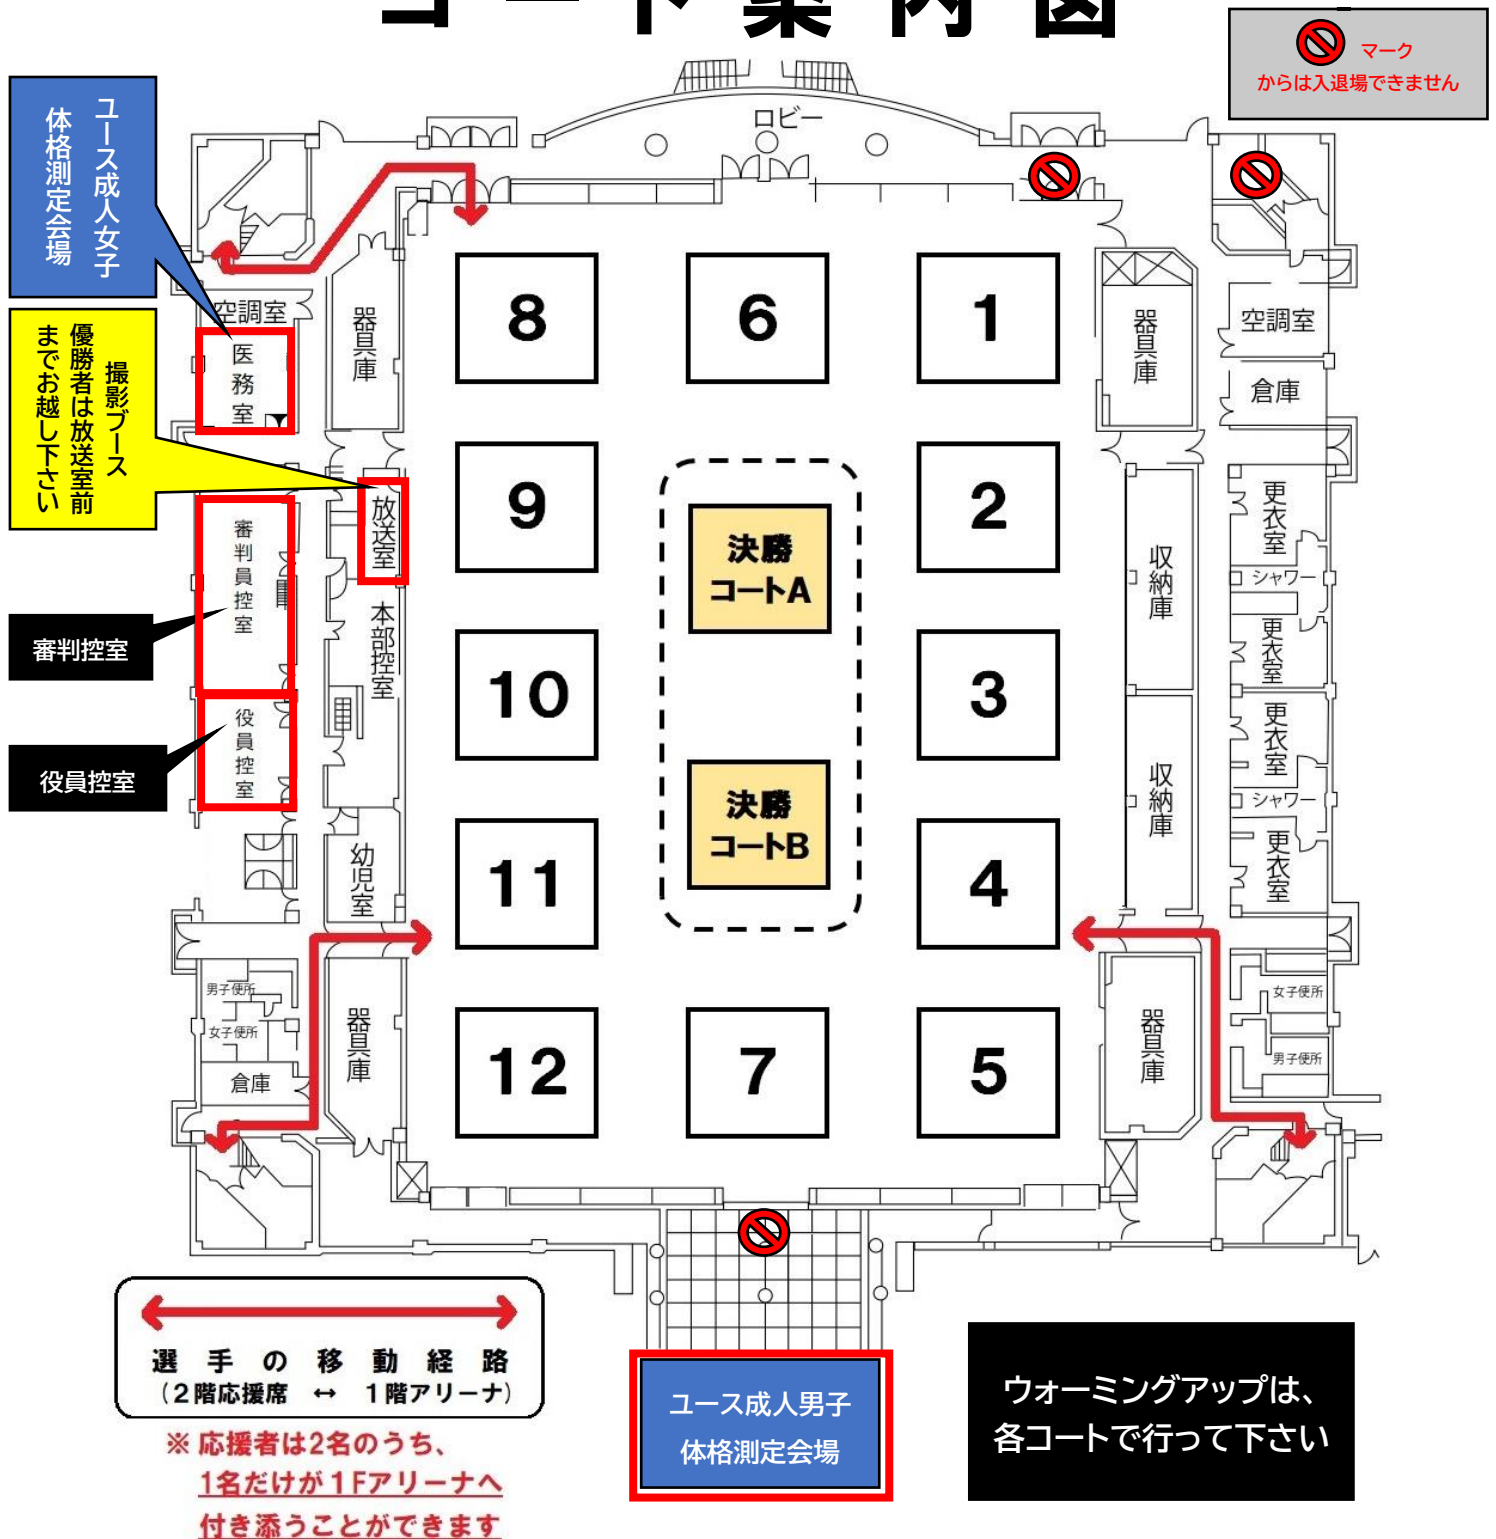 コート案内図
マーク
からは入退場できません
ユース成人女子
体格測定会場
撮影ブース
優勝者は放送室前
までお越し下さい
審判控室
役員控室
ロビー
空調室
医務室
器具庫
放送室
審判員控室
本部控室
役員控室
幼児室
男子便所
女子便所
倉庫
器具庫
8
6
1
9
2
10
3
11
4
12
7
5
決勝
コートA
決勝
コートB
器具庫
空調室
倉庫
収納庫
更衣室
シャワー
更衣室
収納庫
更衣室
シャワー
更衣室
器具庫
女子便所
男子便所
選手の移動経路
(2階応援席 ↔ 1階アリーナ)
※応援者は2名のうち、
1名だけが1Fアリーナへ
付き添うことができます
ユース成人男子
体格測定会場
ウォーミングアップは、
各コートで行って下さい